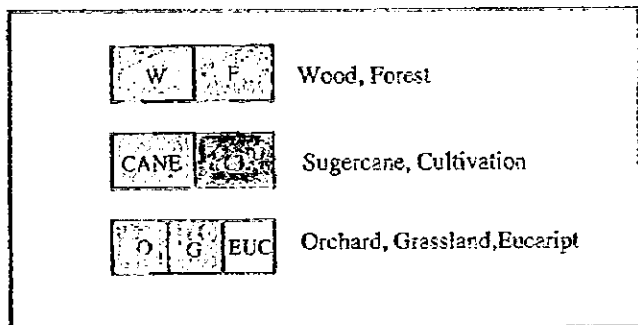 W F Wood, Forest
CANE Sugercane, Cultivation
O G EUC Orchard, Grassland,Eucaript